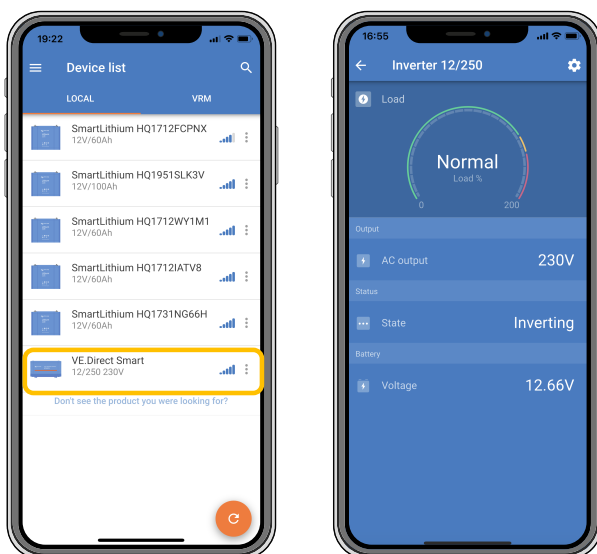 19:22
Device list
LOCAL VRM
SmartLithium HQ1712FCPNX
12V/60Ah
SmartLithium HQ1951SLK3V
12V/100Ah
SmartLithium HQ1712WY1M1
12V/60Ah
SmartLithium HQ1712IATV8
12V/60Ah
SmartLithium HQ1731NG66H
12V/60Ah
VE.Direct Smart
12/250 230V
Don't see the product you were looking for?
16:55
Inverter 12/250
Load
Normal
Load %
0 200
Output
AC output 230V
Status
State Inverting
Battery
Voltage 12.66V